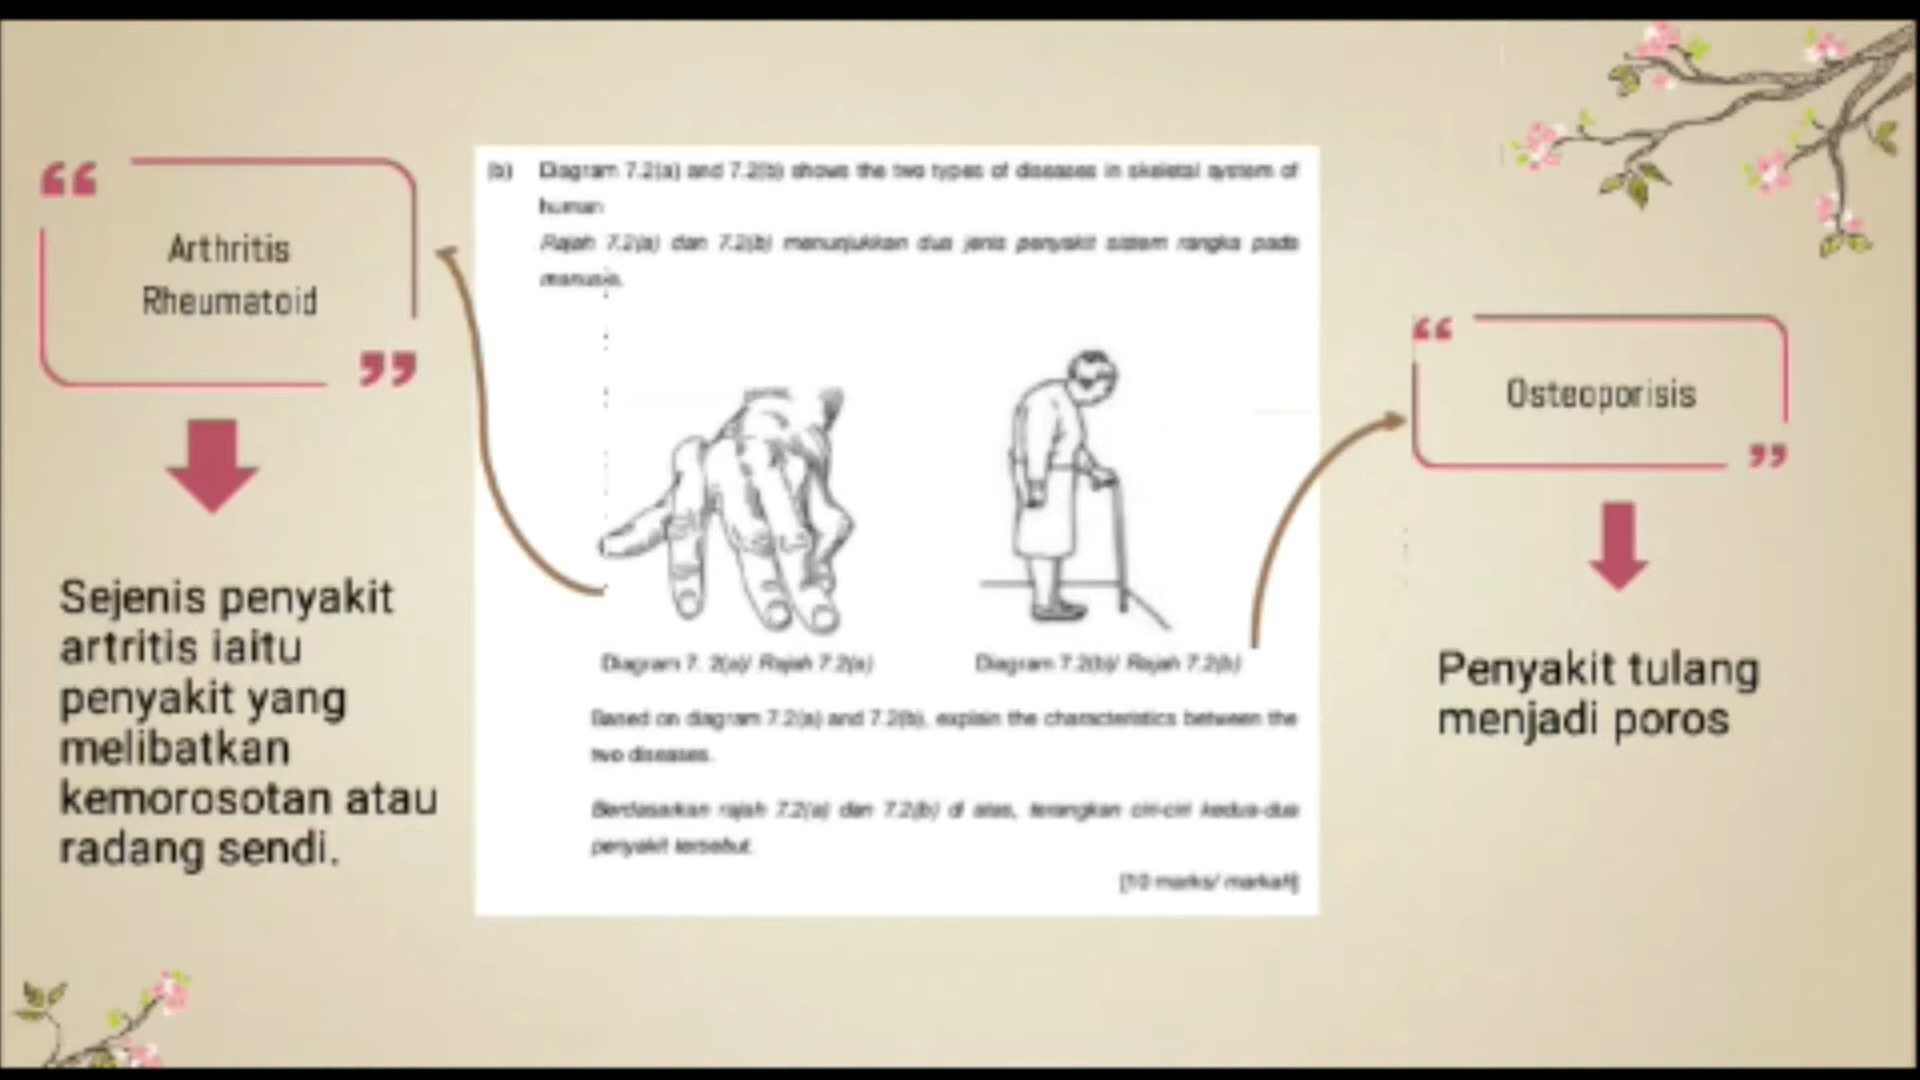 Arthritis
Rheumatoid
Sejenis penyakit
artritis iaitu
penyakit yang
melibatkan
kemorosotan atau
radang sendi.
(b) Diagram 7.2(a) and 7.2(b) shows the two types of diseases in skeletal system of
human
Rajah 7.2(a) dan 7.2(b) menunjukkan dua jenis penyakit sistem rangka pada
manusia.
Diagram 7. 2(a)/ Rajah 7.2(a)
Diagram 7.2(b)/ Rajah 7.2(b)
Based on diagram 7.2(a) and 7.2(b), explain the characteristics between the
two diseases.
Berdasarkan rajah 7.2(a) dan 7.2(b) di atas, terangkan ciri-ciri kedua-dua
penyakit tersebut.
[10 marks/ markah]
Osteoporisis
Penyakit tulang
menjadi poros